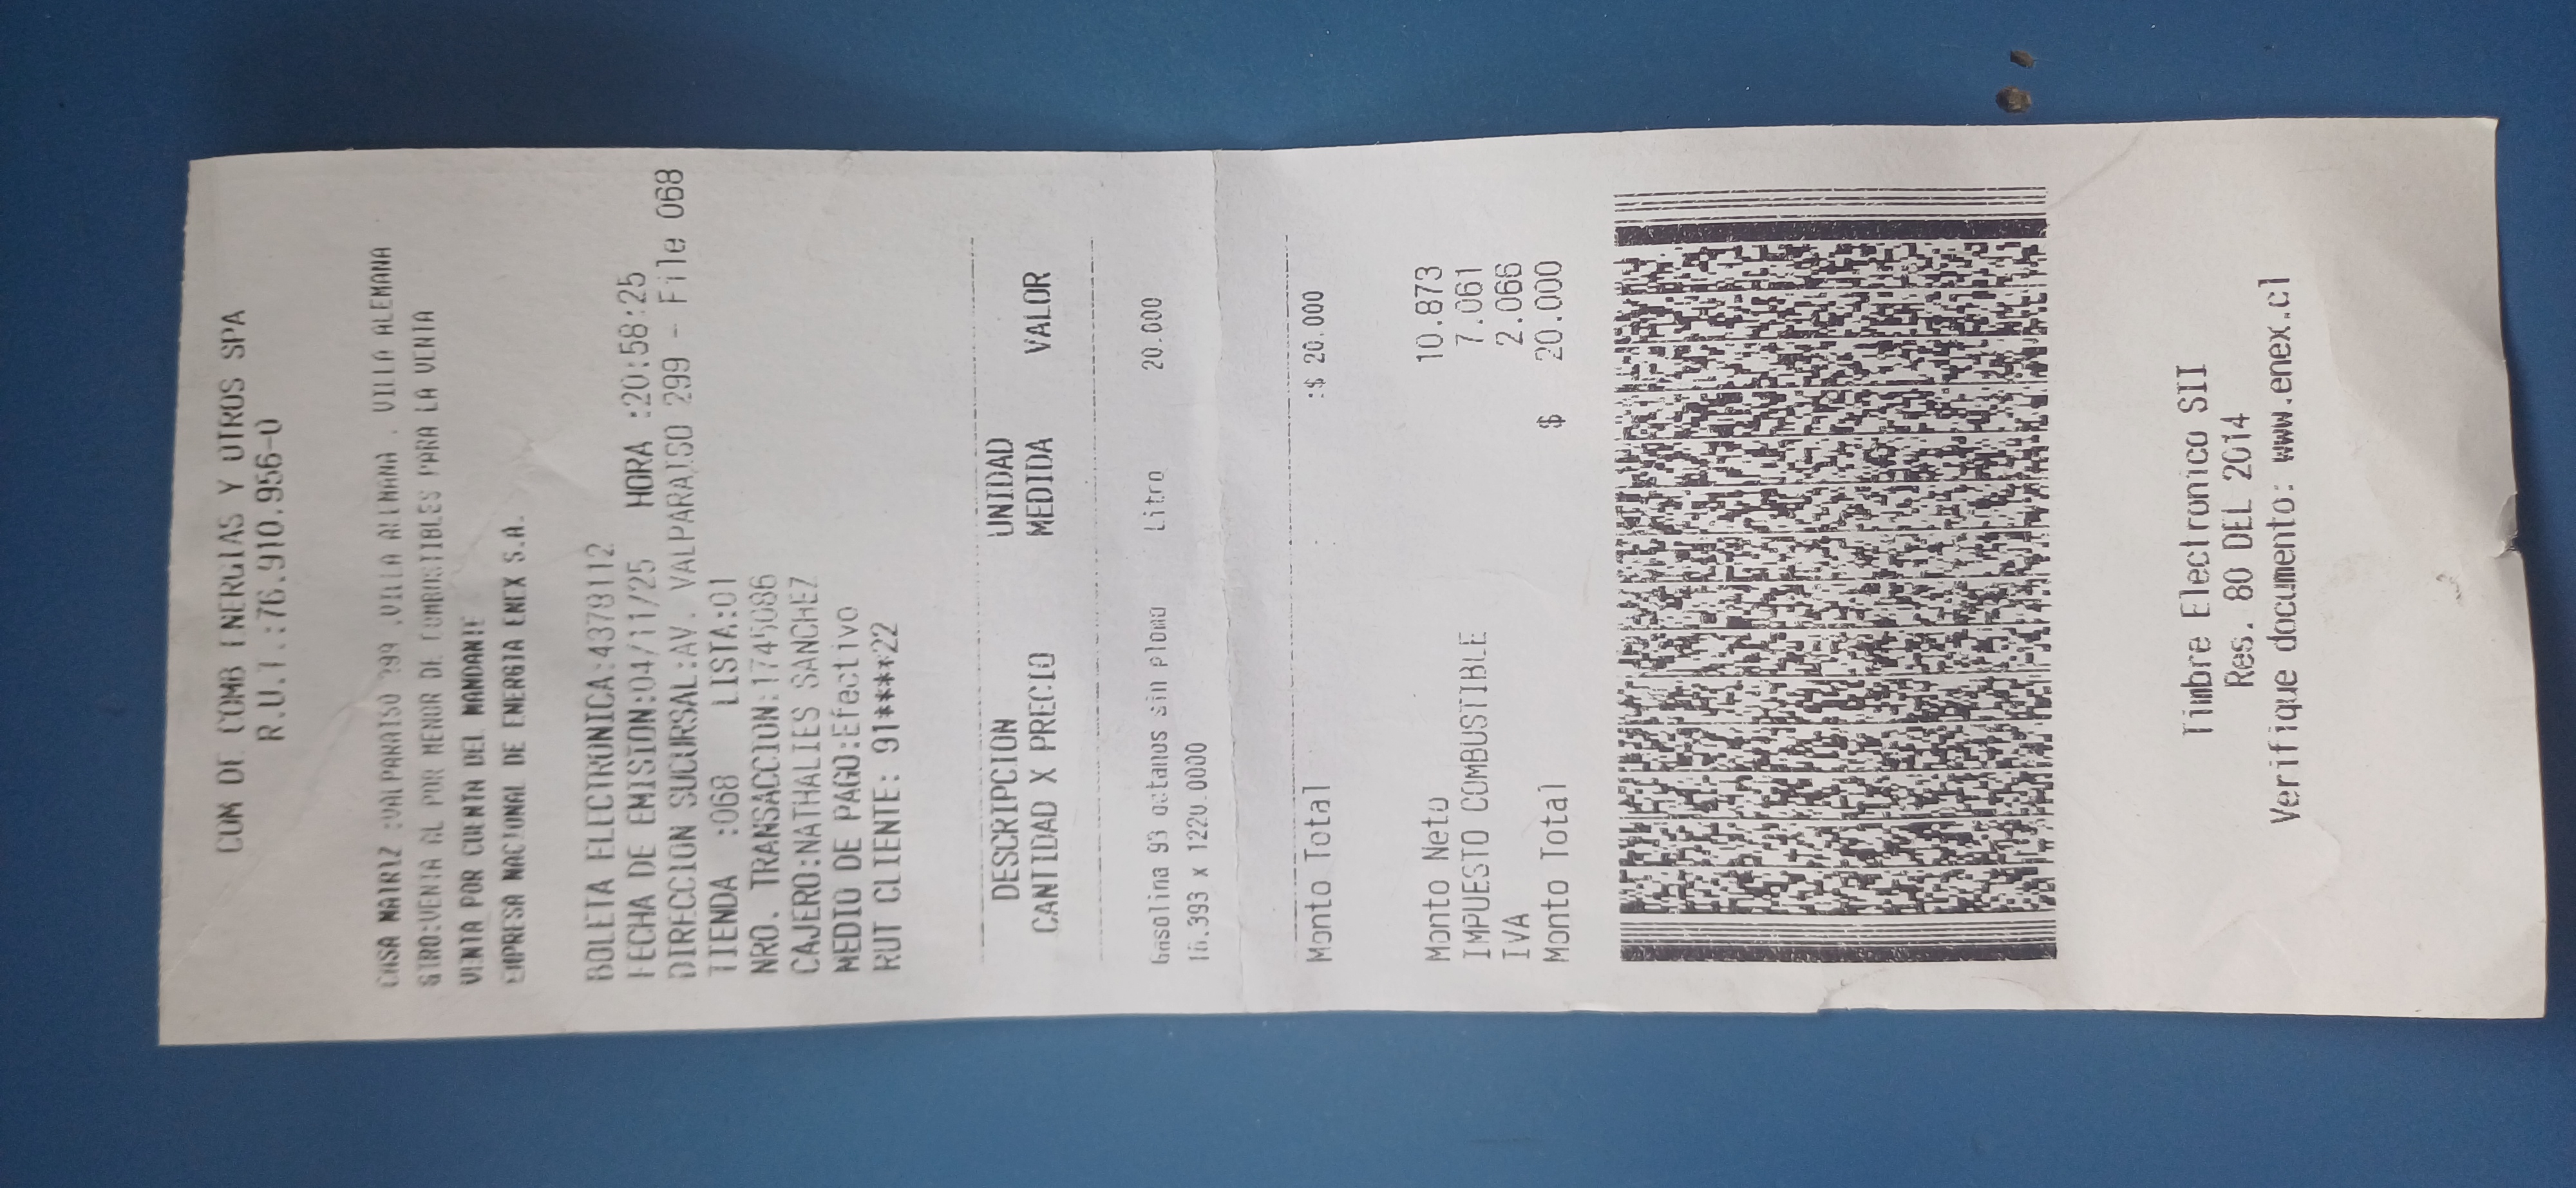 COM DE COMB ENERGIAS Y OTROS SPA
R.U.T.:76.910.956-0
CASA MATRIZ :VALPARAISO 299 ,VILLA ALEMANA , VILLA ALEMANA
GIRO:VENTA AL POR MENOR DE COMBUSTIBLES PARA LA VENTA
VENTA POR CUENTA DEL MANDANTE
EMPRESA NACIONAL DE ENERGIA ENEX S.A.
BOLETA ELECTRONICA:43778112
FECHA DE EMISION:04/11/25 HORA :20:58:25
DIRECCION SUCURSAL:AV. VALPARAISO 299 - File 068
TIENDA :068 LISTA:01
NRO. TRANSACCION:1745086
CAJERO:NATHALIES SANCHEZ
MEDIO DE PAGO:Efectivo
RUT CLIENTE: 91****22
DESCRIPCION UNIDAD
CANTIDAD X PRECIO MEDIDA VALOR
Gasolina 93 octanos sin plomo Litro 20.000
16.393 x 1220.0000
Monto Total :$ 20.000
Monto Neto 10.873
IMPUESTO COMBUSTIBLE 7.061
IVA 2.066
Monto Total $ 20.000
Timbre Electronico SII
Res. 80 DEL 2014
Verifique documento: www.enex.cl